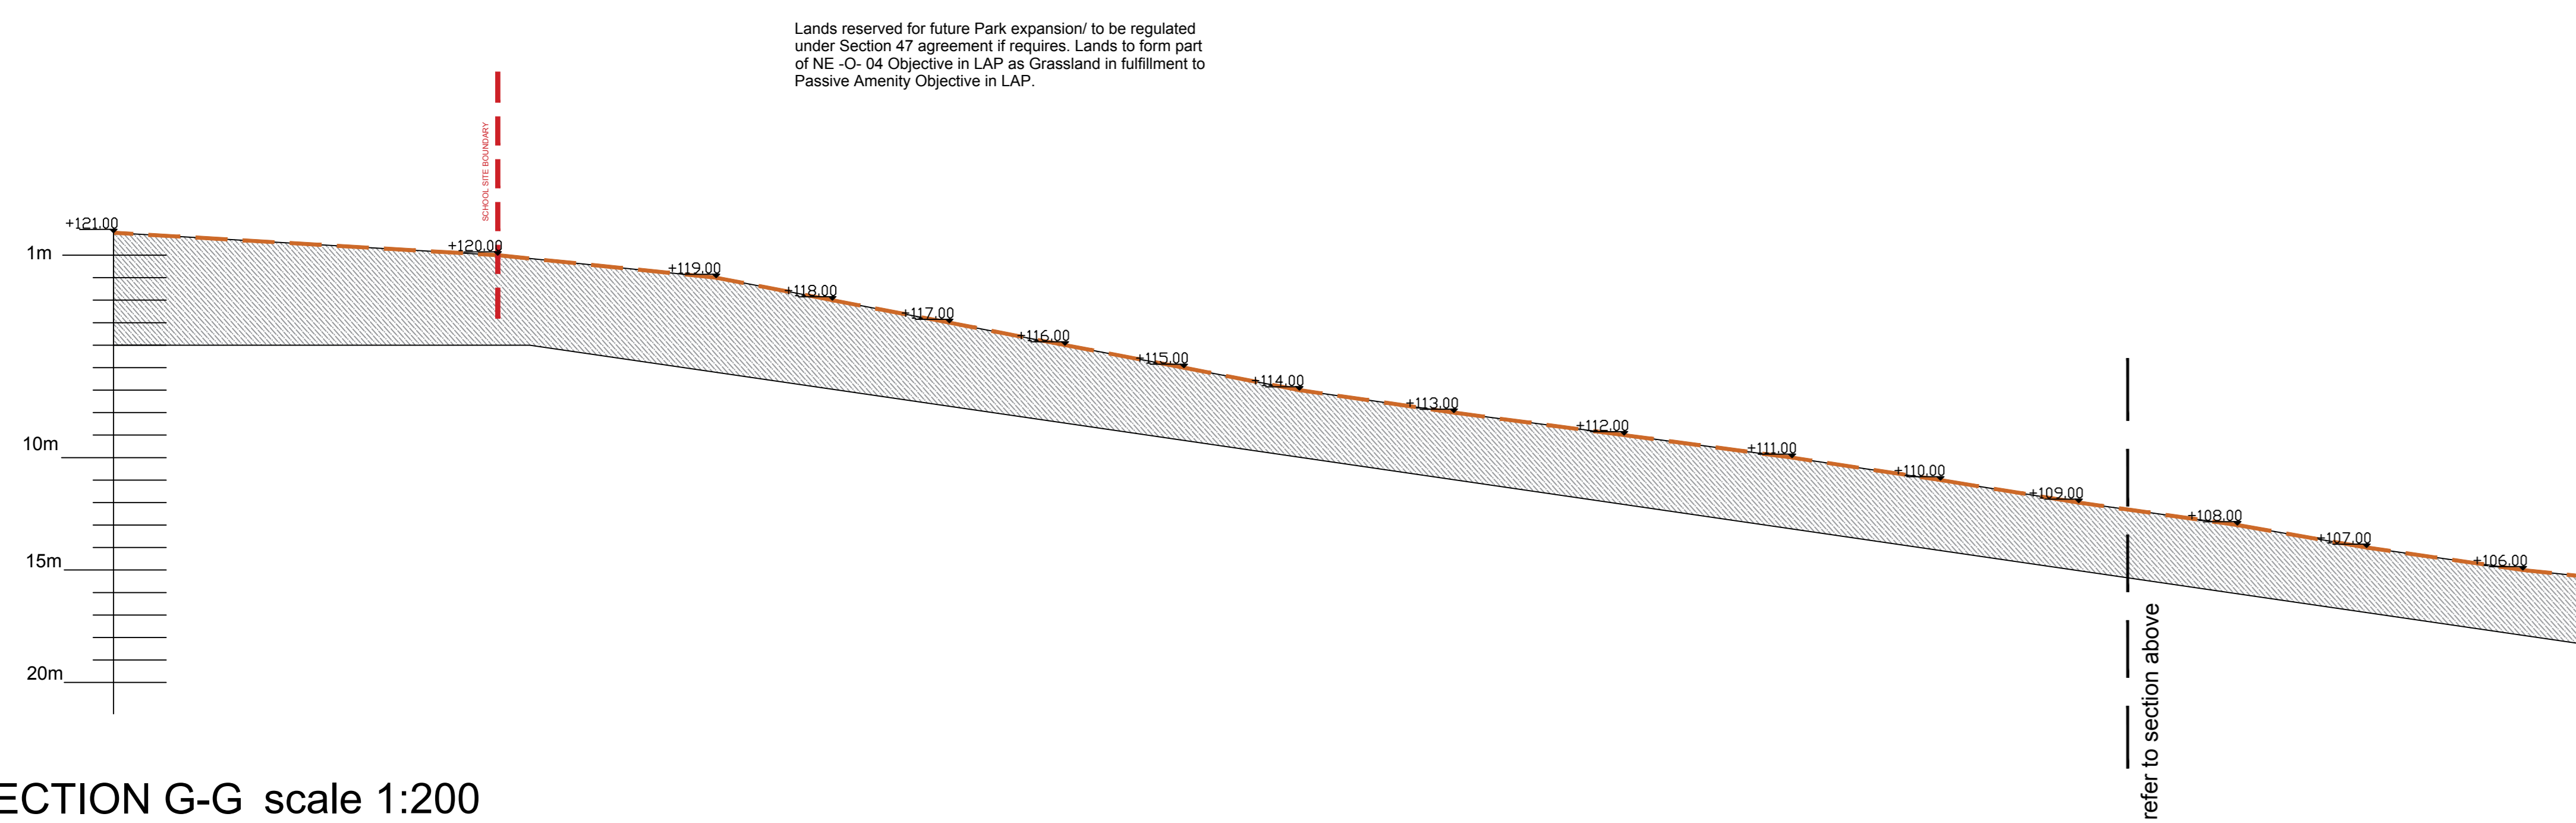 Lands reserved for future Park expansion/ to be regulated
under Section 47 agreement if requires. Lands to form part
of NE -O- 04 Objective in LAP as Grassland in fulfillment to
Passive Amenity Objective in LAP.
SCHOOL SITE BOUNDARY
+121.00
+120.00
+119.00
+118.00
+117.00
+116.00
+115.00
+114.00
+113.00
+112.00
+111.00
+110.00
+109.00
+108.00
+107.00
+106.00
1m
10m
15m
20m
refer to section above
ECTION G-G scale 1:200